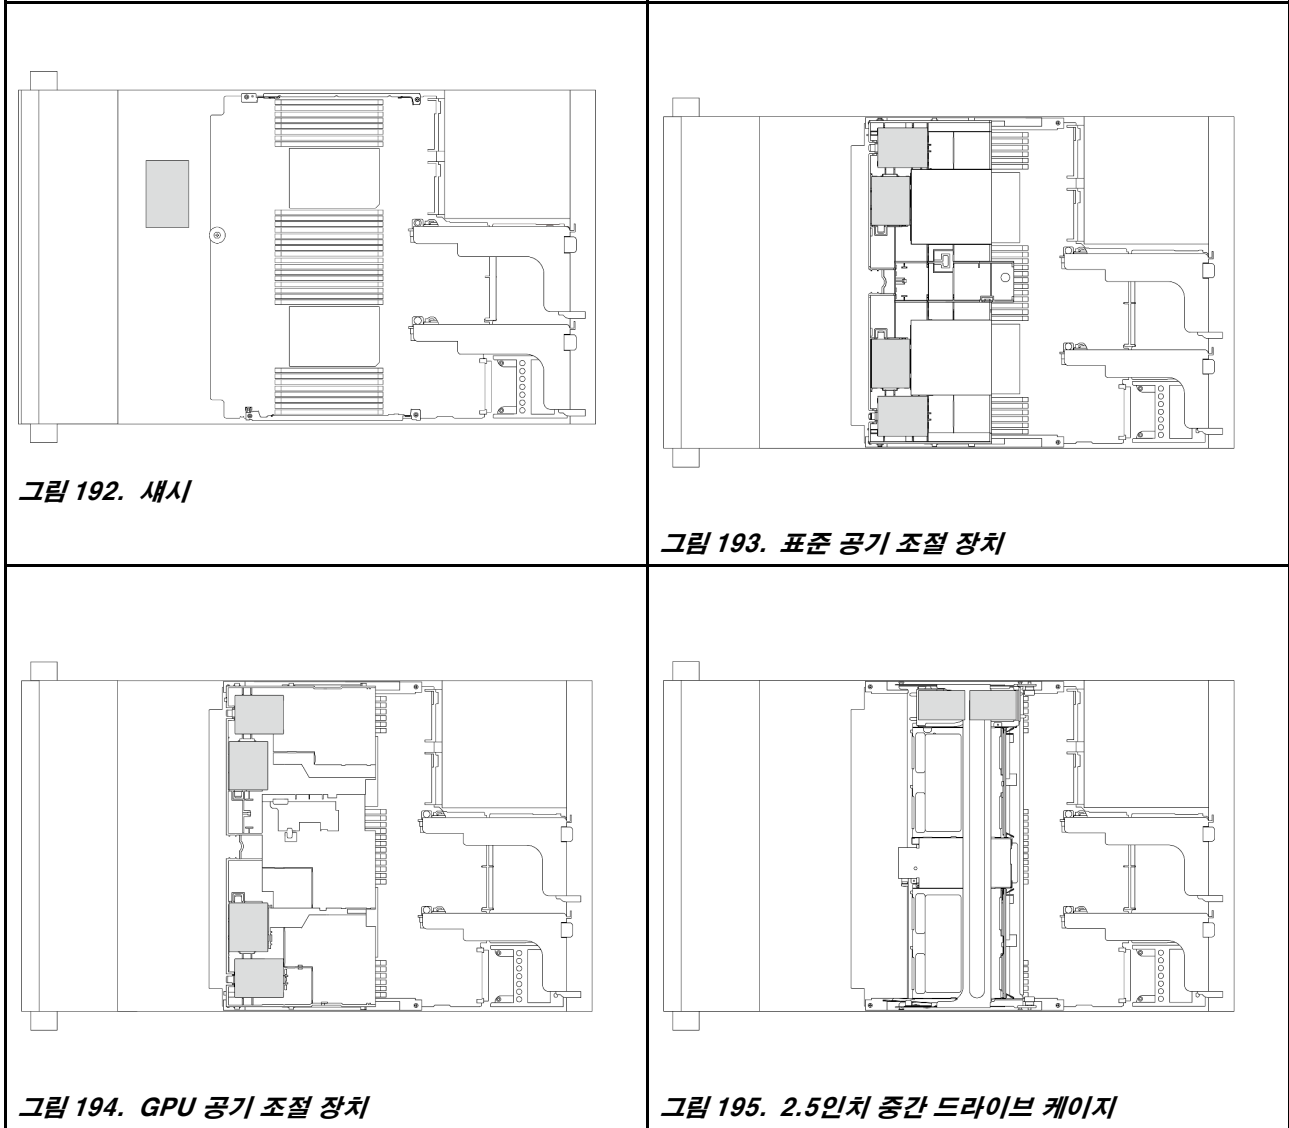 그림 192. 섀시
그림 193. 표준 공기 조절 장치
그림 194. GPU 공기 조절 장치
그림 195. 2.5인치 중간 드라이브 케이지